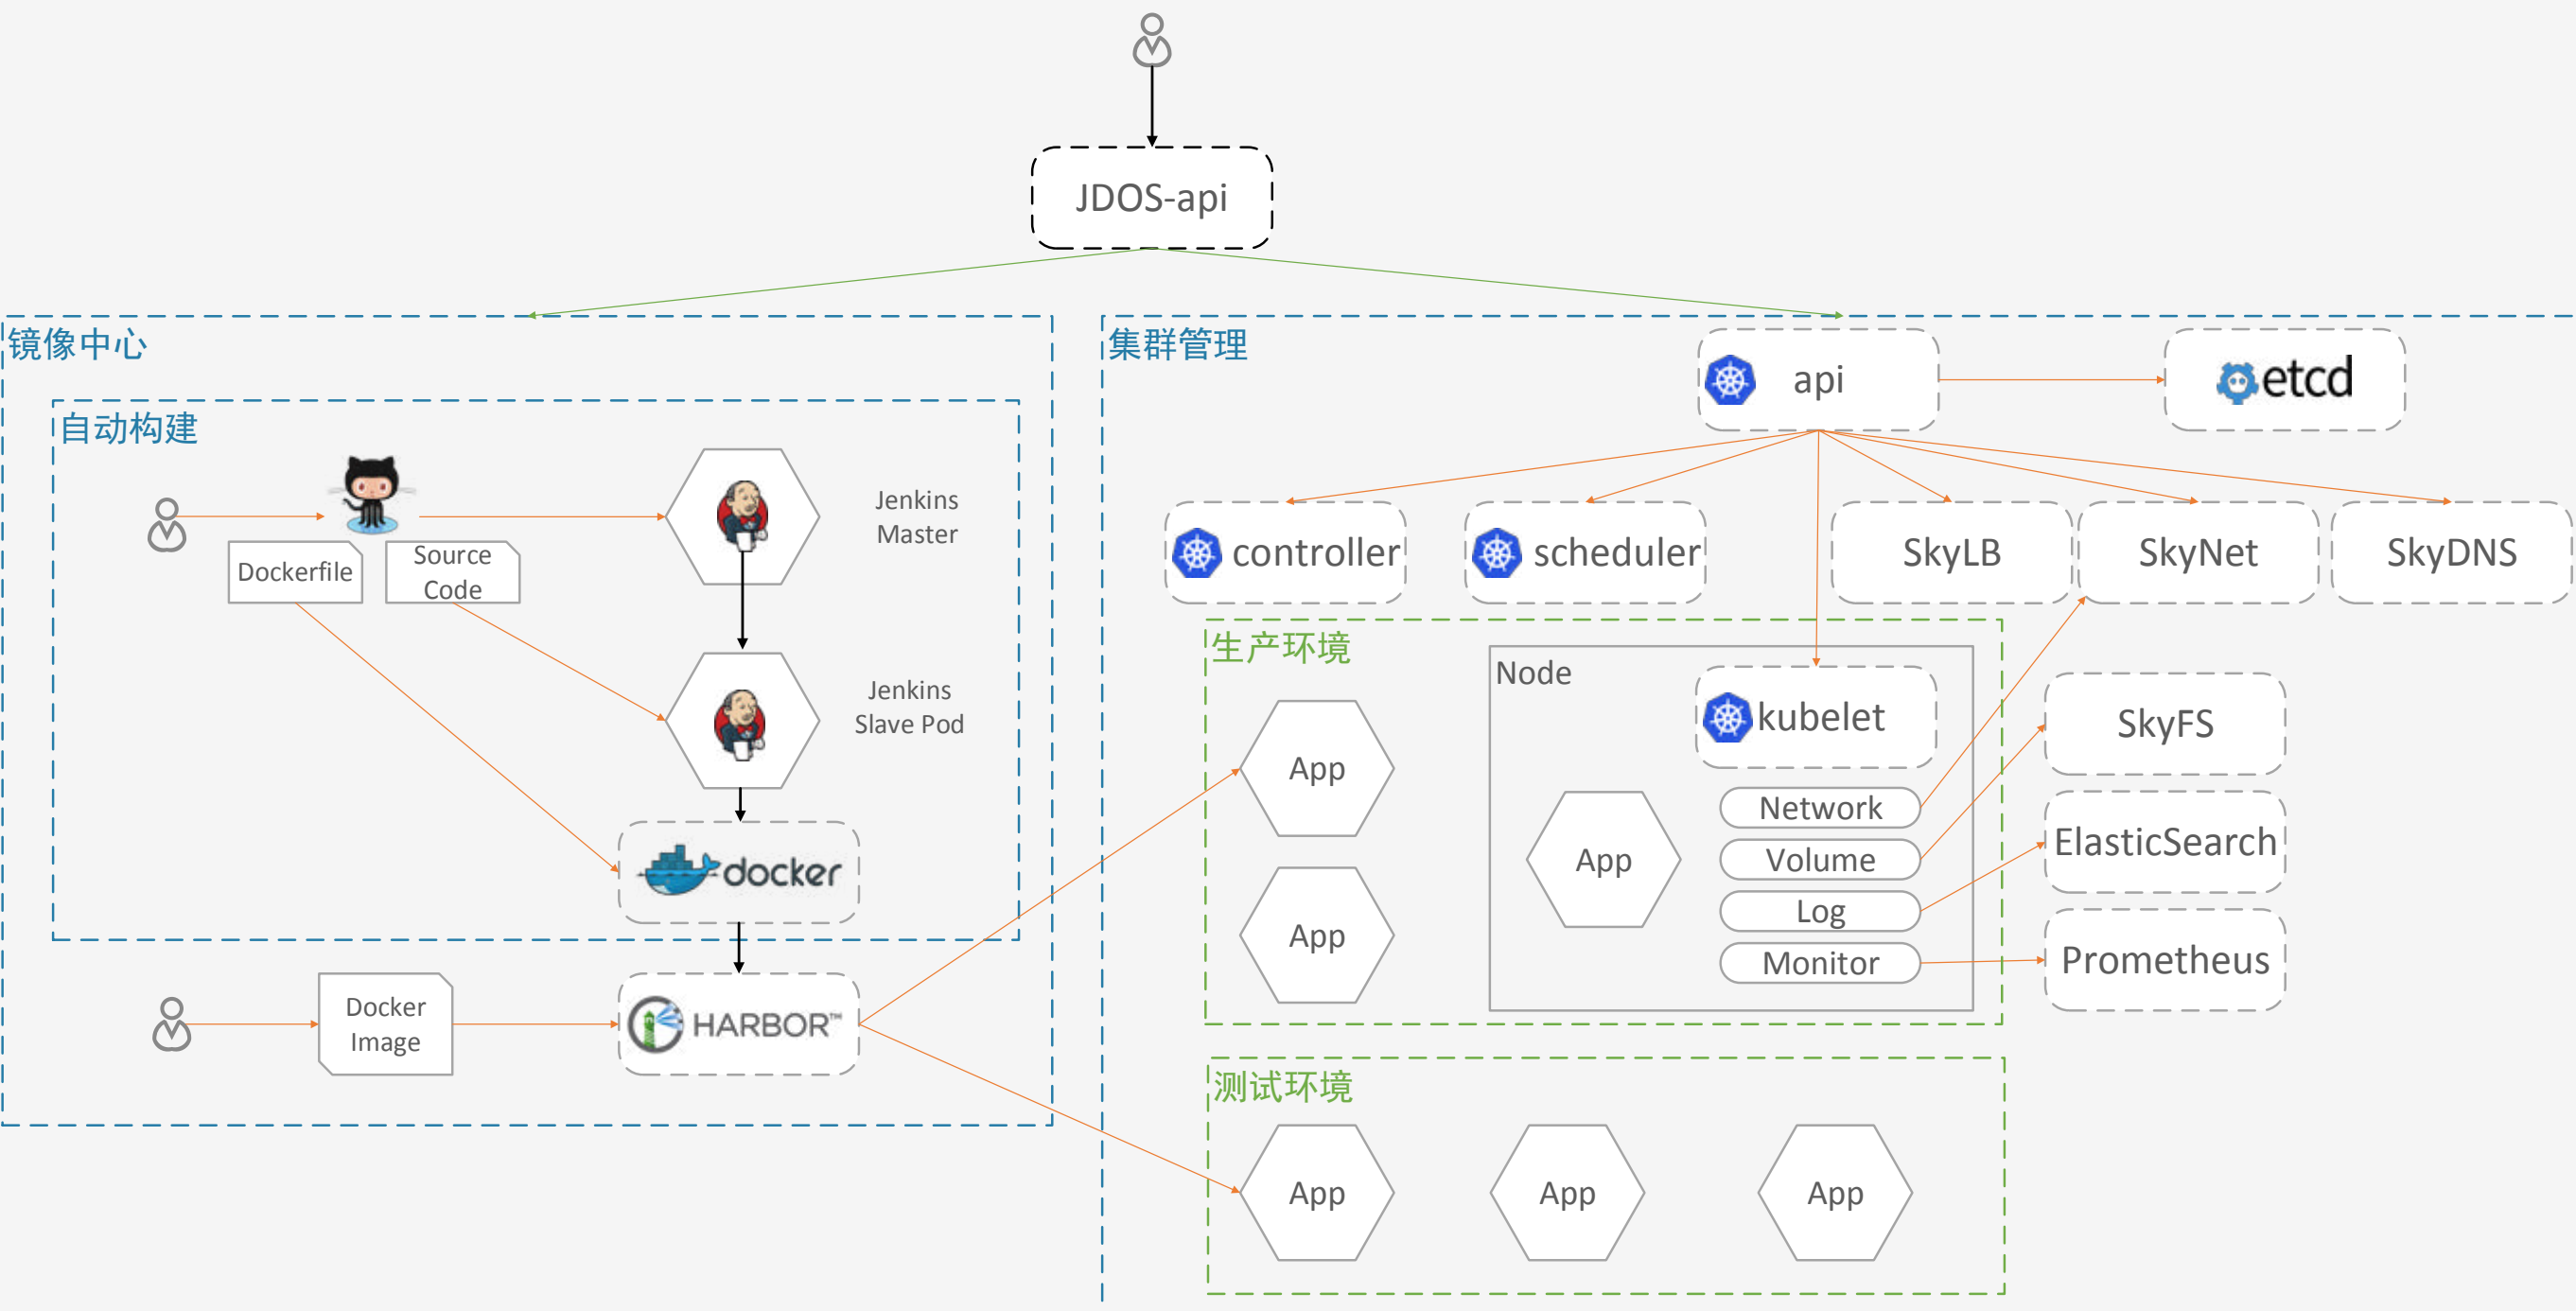 JDOS-api
镜像中心
自动构建
Dockerfile
Source
Code
Jenkins
Master
Jenkins
Slave Pod
docker
Docker
Image
HARBOR™
集群管理
api
etcd
controller
scheduler
SkyLB
SkyNet
SkyDNS
生产环境
App
App
Node
kubelet
App
Network
Volume
Log
Monitor
SkyFS
ElasticSearch
Prometheus
测试环境
App
App
App